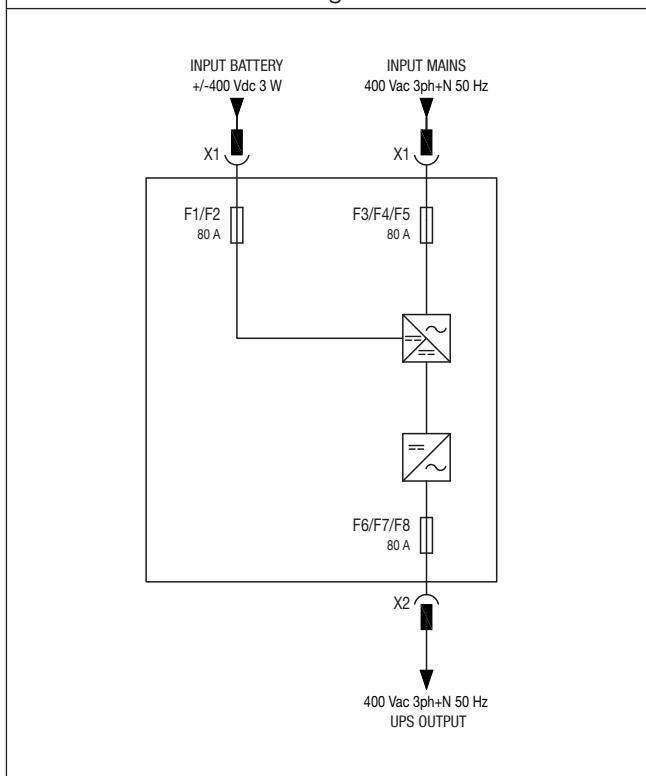 INPUT BATTERY
+/-400 Vdc 3 W
INPUT MAINS
400 Vac 3ph+N 50 Hz
X1
X1
F1/F2
80 A
F3/F4/F5
80 A
F6/F7/F8
80 A
X2
400 Vac 3ph+N 50 Hz
UPS OUTPUT